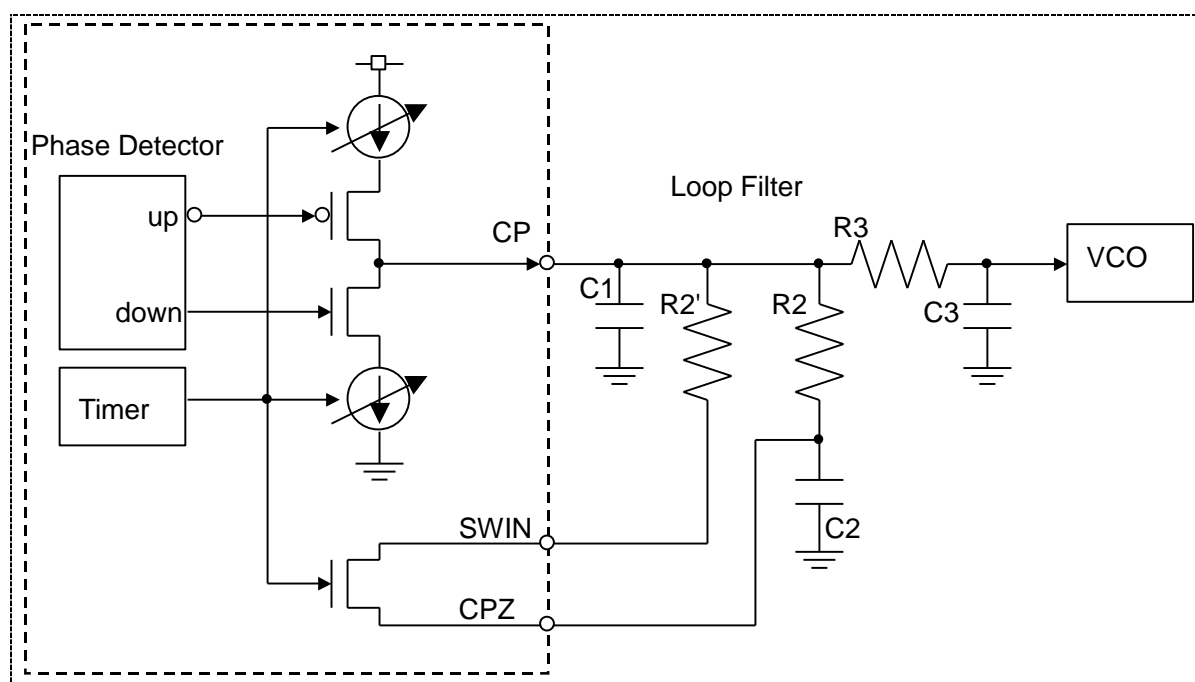 Phase Detector
up
down
Timer
CP
SWIN
CPZ
Loop Filter
C1
R2'
R2
R3
C3
C2
VCO